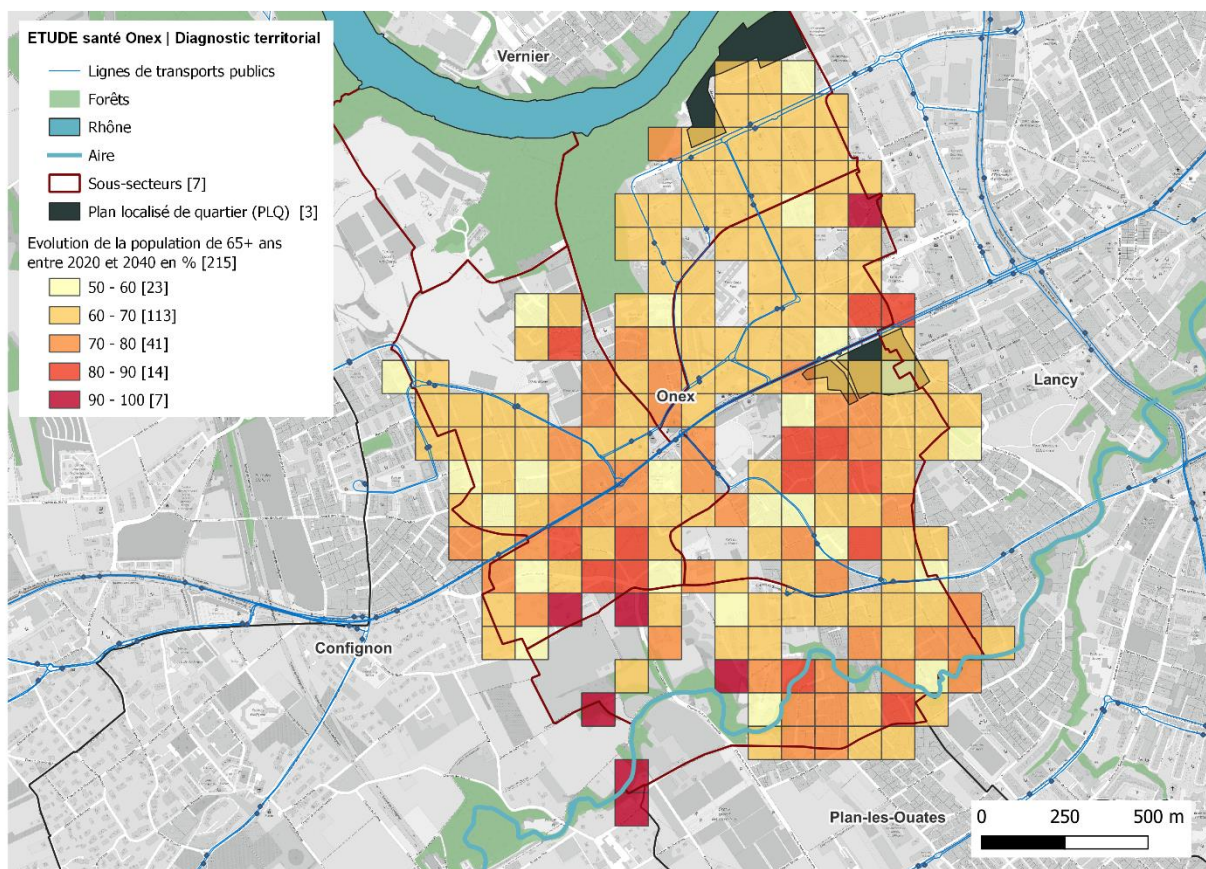 ETUDE santé Onex | Diagnostic territorial
Lignes de transports publics
Forêts
Rhône
Aire
Sous-secteurs [7]
Plan localisé de quartier (PLQ) [3]
Evolution de la population de 65+ ans
entre 2020 et 2040 en % [215]
50 - 60 [23]
60 - 70 [113]
70 - 80 [41]
80 - 90 [14]
90 - 100 [7]
Vernier
Onex
Lancy
Confignon
Plan-les-Ouates
0 250 500 m